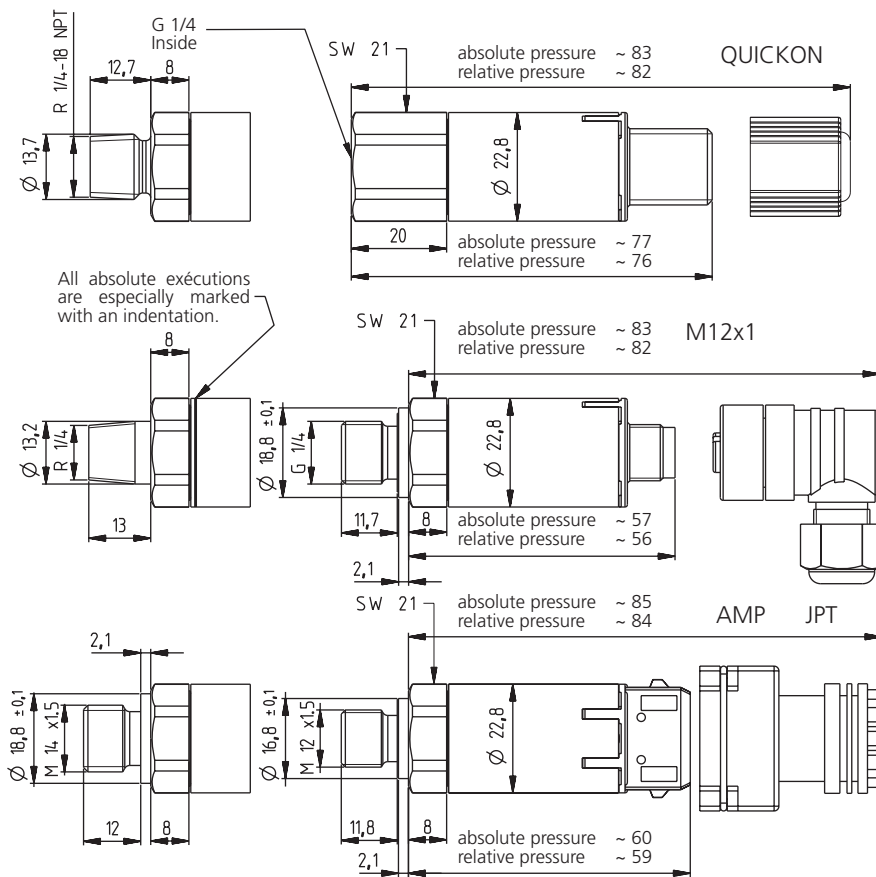 G 1/4
Inside
SW 21
absolute pressure ~ 83
relative pressure ~ 82
QUICKON
R 1/4-18 NPT
12,7
8
Ø 13,7
Ø 22,8
20
absolute pressure ~ 77
relative pressure ~ 76
All absolute exécutions
are especially marked
with an indentation.
8
SW 21
absolute pressure ~ 83
relative pressure ~ 82
M12x1
Ø 13,2
R 1/4
13
Ø 18,8 ±0,1
G 1/4
Ø 22,8
11,7
8
2,1
absolute pressure ~ 57
relative pressure ~ 56
SW 21
absolute pressure ~ 85
relative pressure ~ 84
AMP JPT
2,1
Ø 18,8 ±0,1
M 14 x1.5
12
8
Ø 16,8 ±0,1
M 12 x1.5
Ø 22,8
11,8
8
2,1
absolute pressure ~ 60
relative pressure ~ 59